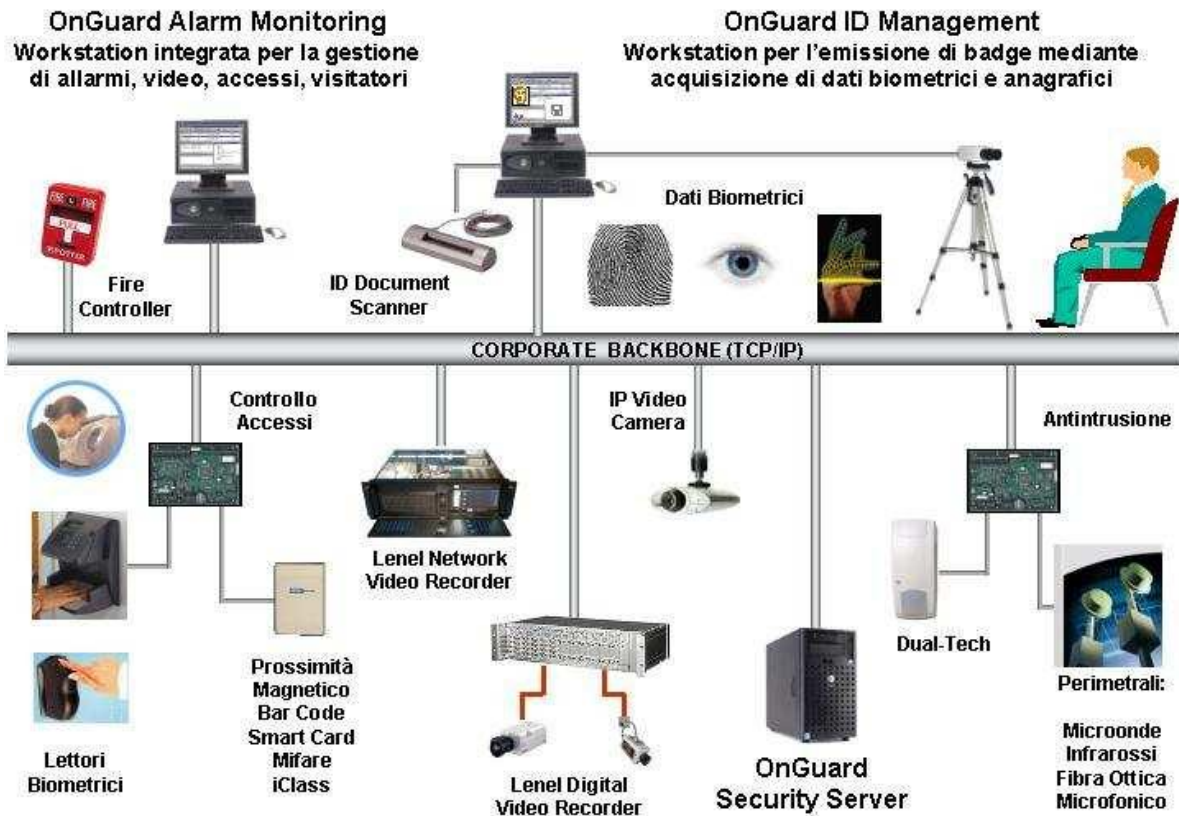 OnGuard Alarm Monitoring
Workstation integrata per la gestione
di allarmi, video, accessi, visitatori
OnGuard ID Management
Workstation per l'emissione di badge mediante
acquisizione di dati biometrici e anagrafici
FIRE FIRE
PULL
Fire
Controller
ID Document
Scanner
Dati Biometrici
CORPORATE BACKBONE (TCP/IP)
Controllo
Accessi
IP Video
Camera
Antintrusione
Lenel Network
Video Recorder
Dual-Tech
Prossimità
Magnetico
Bar Code
Smart Card
Mifare
iClass
Perimetrali:
Microonde
Infrarossi
Fibra Ottica
Microfonico
Lettori
Biometrici
Lenel Digital
Video Recorder
OnGuard
Security Server